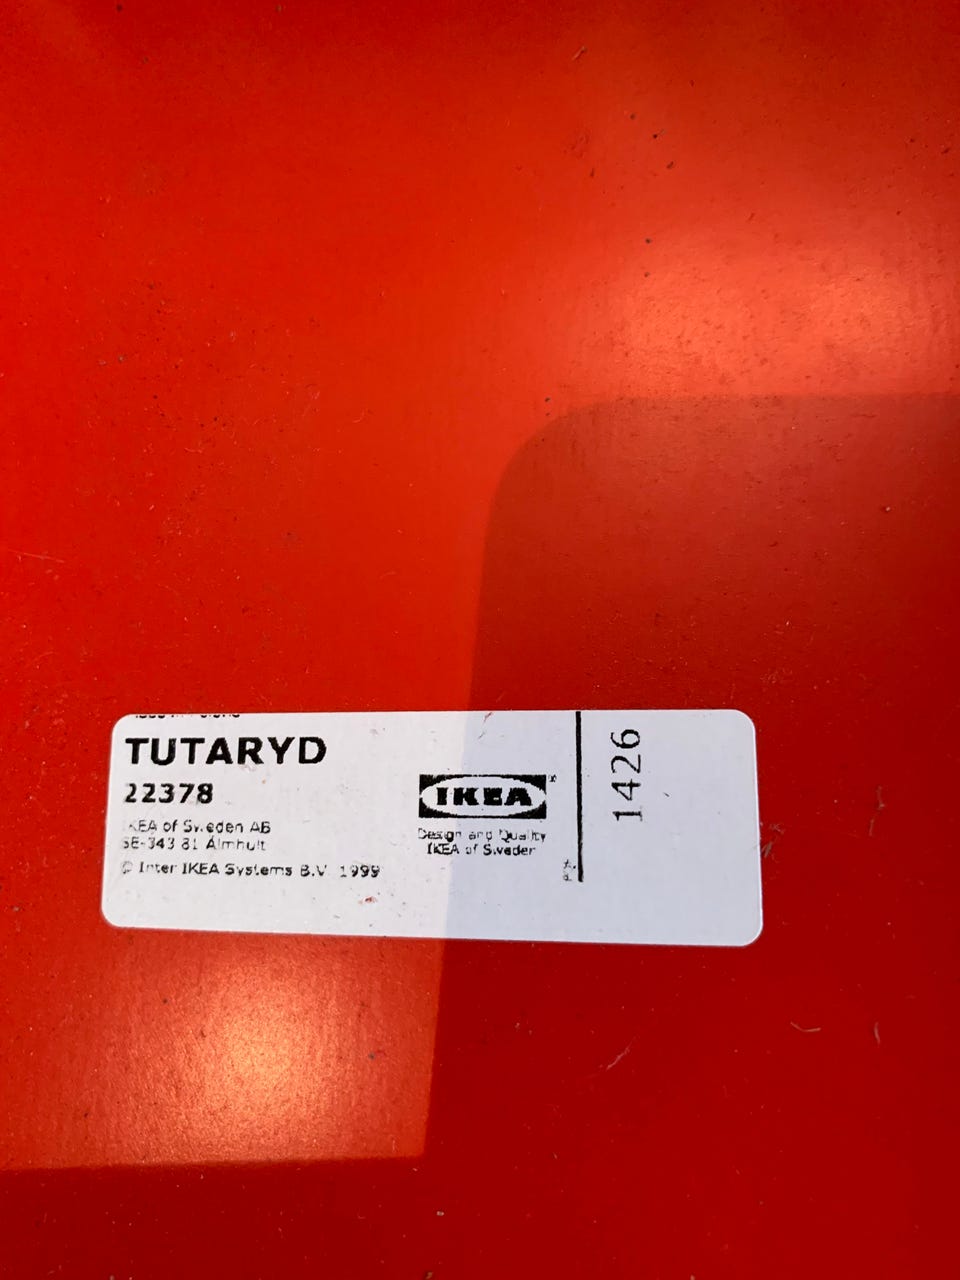 TUTARYD
22378
IKEA of Sweden AB
SE-343 81 Älmhult
© Inter IKEA Systems B.V. 1999
IKEA ®
Design and Quality
IKEA of Sweden
1426